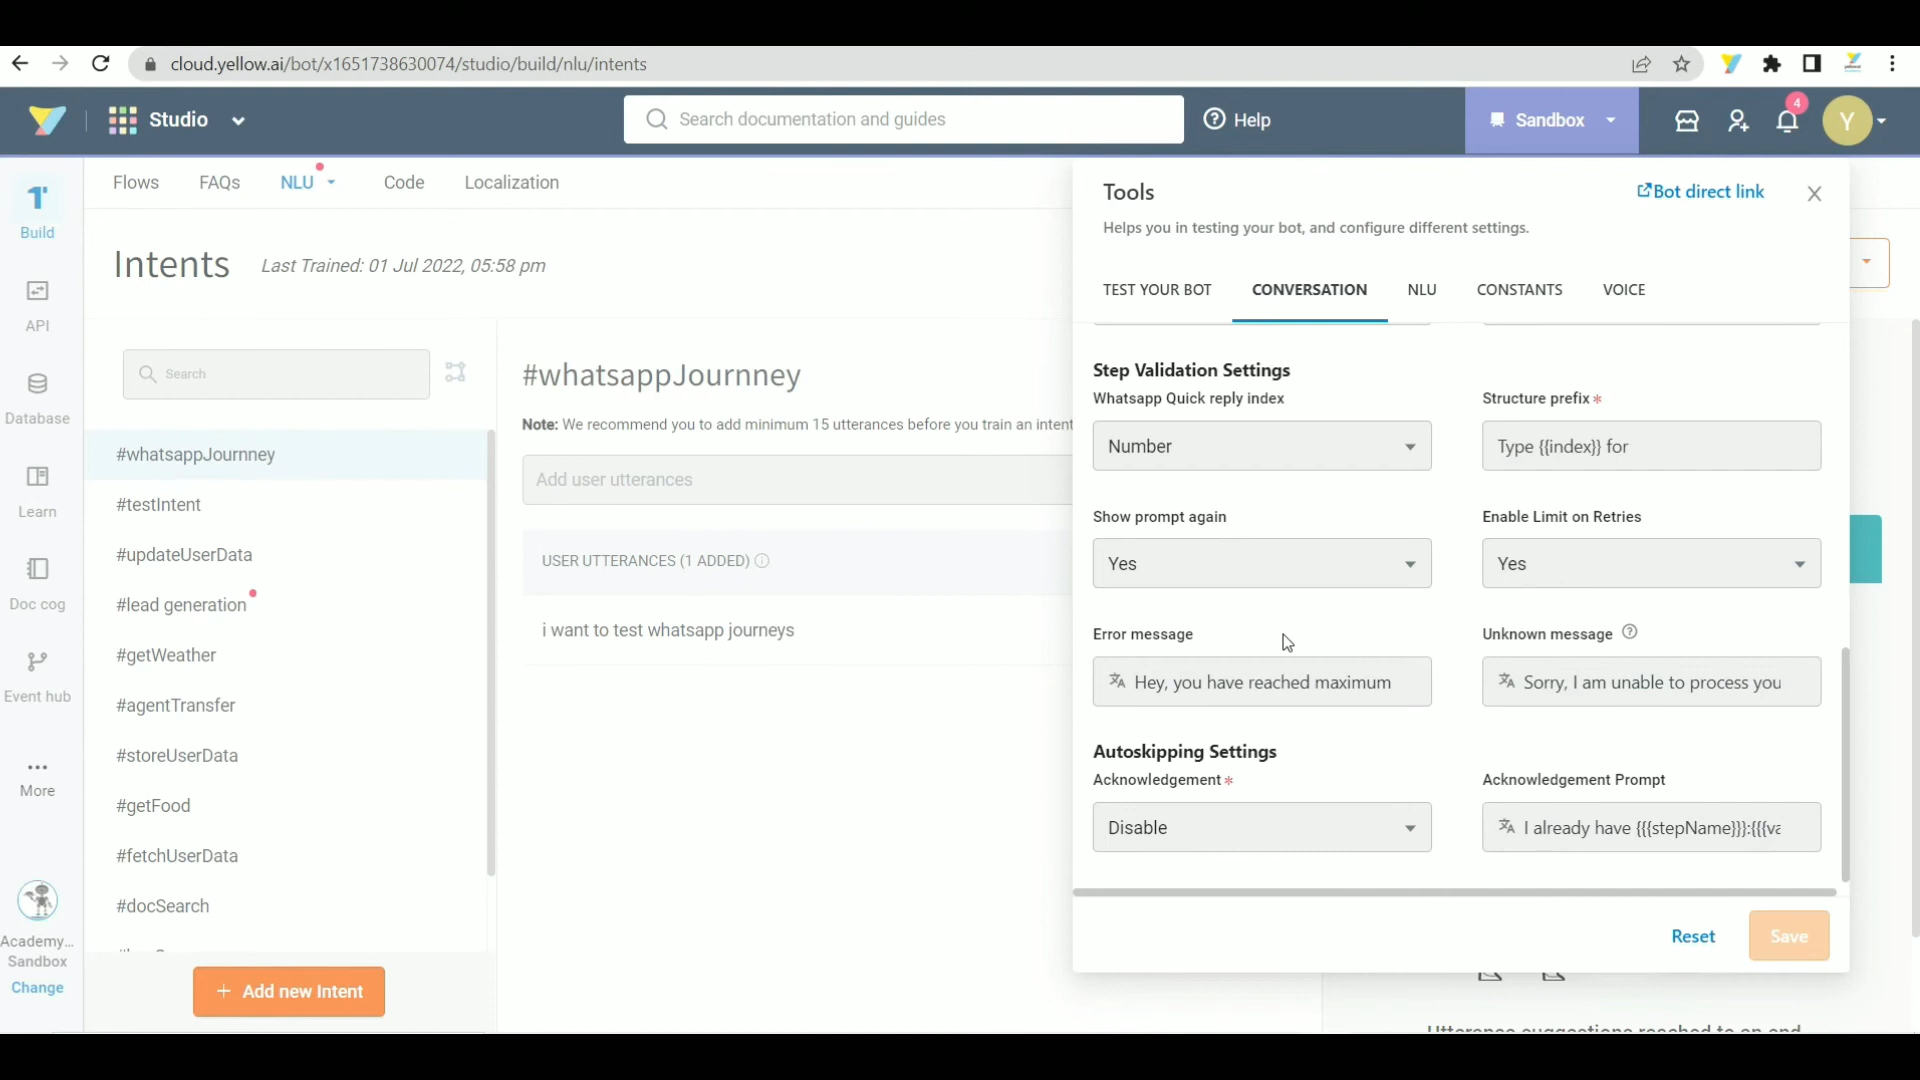 cloud.yellow.ai/bot/x1651738630074/studio/build/nlu/intents
Studio
Search documentation and guides
Help
Sandbox
4
Y
Build
API
Database
Learn
Doc cog
Event hub
More
Academy...
Sandbox
Change
Flows
FAQs
NLU
Code
Localization
Intents
Last Trained: 01 Jul 2022, 05:58 pm
Search
#whatsappJournney
#testIntent
#updateUserData
#lead generation
#getWeather
#agentTransfer
#storeUserData
#getFood
#fetchUserData
#docSearch
+ Add new Intent
#whatsappJournney
Note: We recommend you to add minimum 15 utterances before you train an intent
Add user utterances
USER UTTERANCES (1 ADDED)
i want to test whatsapp journeys
Tools
Bot direct link
Helps you in testing your bot, and configure different settings.
TEST YOUR BOT
CONVERSATION
NLU
CONSTANTS
VOICE
Step Validation Settings
Whatsapp Quick reply index
Structure prefix*
Number
Type {{index}} for
Show prompt again
Enable Limit on Retries
Yes
Yes
Error message
Unknown message
Hey, you have reached maximum
Sorry, I am unable to process you
Autoskipping Settings
Acknowledgement*
Acknowledgement Prompt
Disable
I already have {{{stepName}}}:{{{va
Reset
Save
Utterance suggestions reached to an end